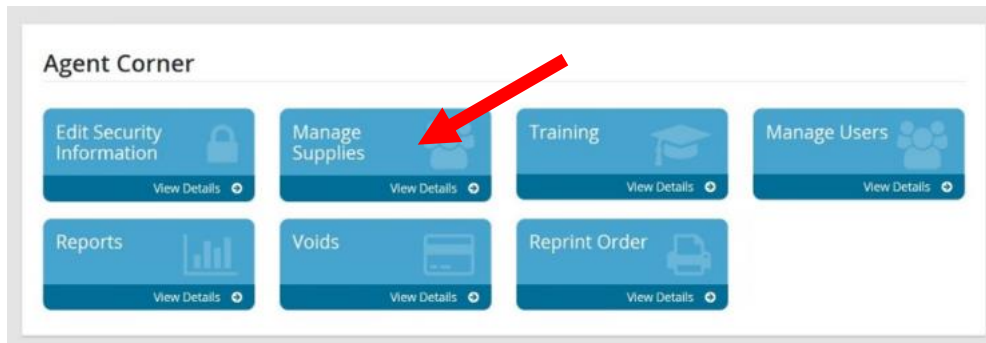 Agent Corner
Edit Security
Information
View Details
Manage
Supplies
View Details
Training
View Details
Manage Users
View Details
Reports
View Details
Voids
View Details
Reprint Order
View Details